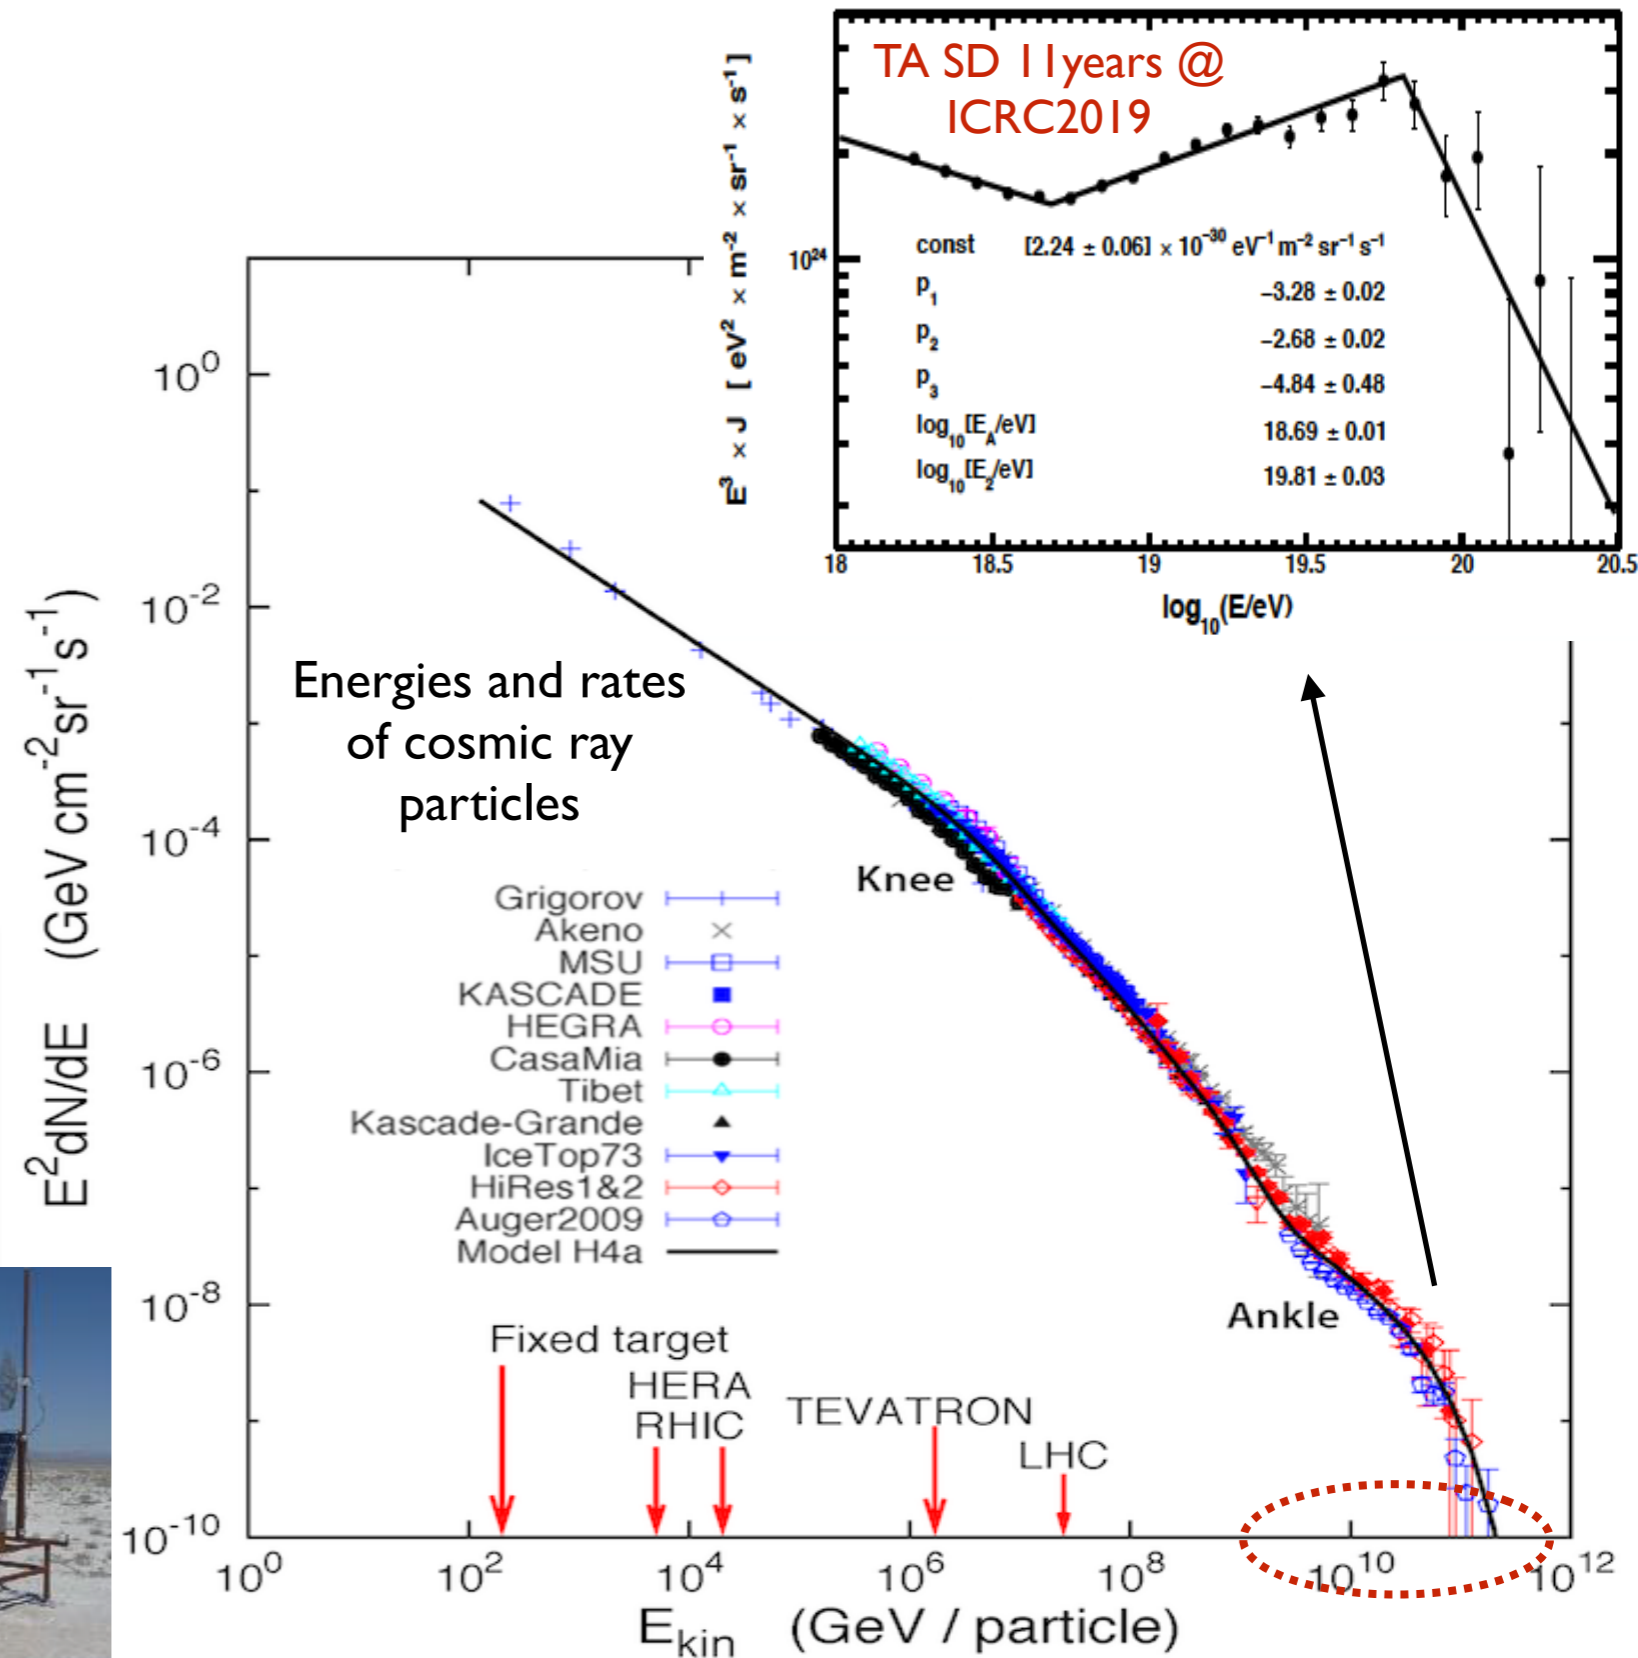 TA SD 11years @
ICRC2019
E³ × J [ eV² × m⁻² × sr⁻¹ × s⁻¹ ]
10²⁴
const [2.24 ± 0.06] × 10⁻³⁰ eV⁻¹ m⁻² sr⁻¹ s⁻¹
p₁ −3.28 ± 0.02
p₂ −2.68 ± 0.02
p₃ −4.84 ± 0.48
log₁₀[E_A/eV] 18.69 ± 0.01
log₁₀[E₂/eV] 19.81 ± 0.03
18 18.5 19 19.5 20 20.5
log₁₀(E/eV)
E²dN/dE (GeV cm⁻²sr⁻¹s⁻¹)
10⁰
10⁻²
10⁻⁴
10⁻⁶
10⁻⁸
10⁻¹⁰
Energies and rates
of cosmic ray
particles
Knee
Grigorov
Akeno
MSU
KASCADE
HEGRA
CasaMia
Tibet
Kascade-Grande
IceTop73
HiRes1&2
Auger2009
Model H4a
Ankle
Fixed target
HERA
RHIC
TEVATRON
LHC
10⁰ 10² 10⁴ 10⁶ 10⁸ 10¹⁰ 10¹²
E_kin (GeV / particle)